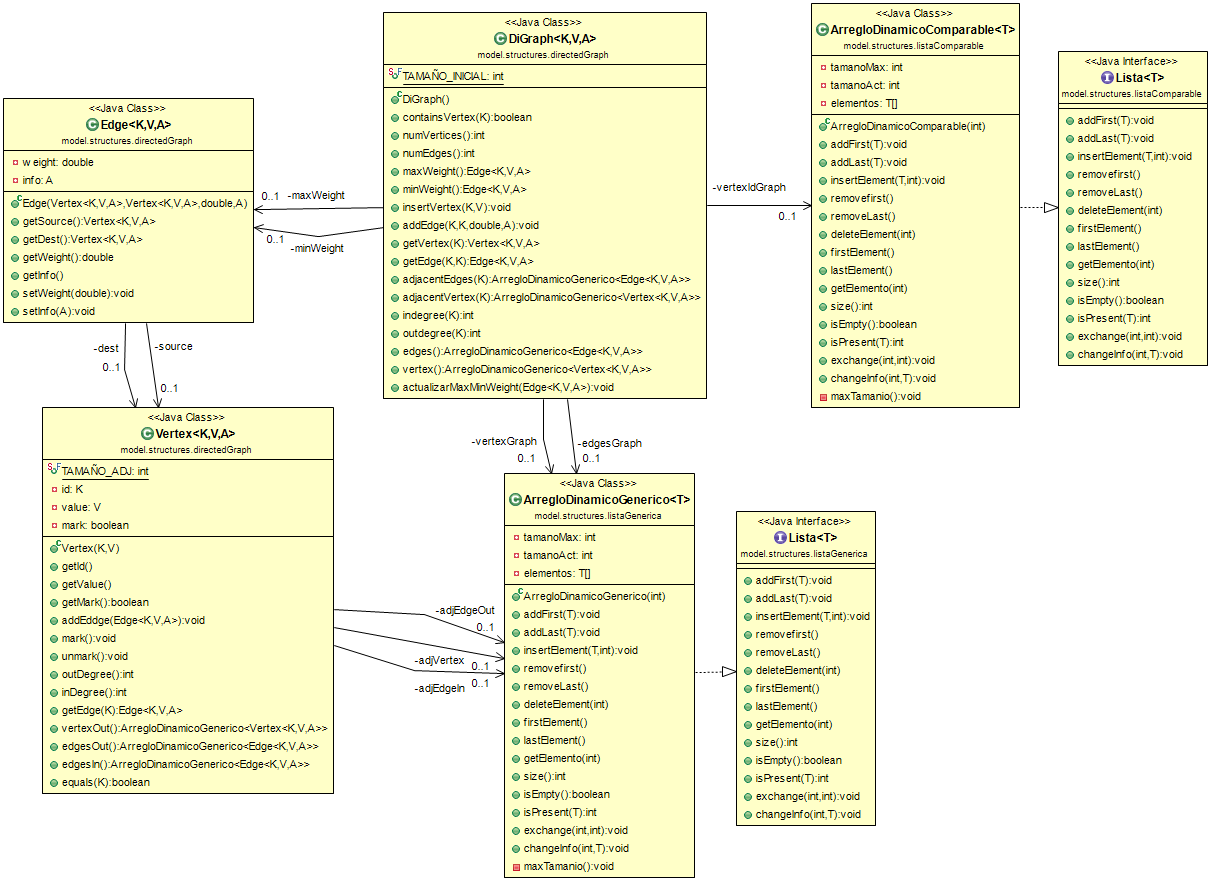 <<Java Class>>
Edge<K,V,A>
model.structures.directedGraph
weight: double
info: A
Edge(Vertex<K,V,A>,Vertex<K,V,A>,double,A)
getSource():Vertex<K,V,A>
getDest():Vertex<K,V,A>
getWeight():double
getInfo()
setWeight(double):void
setInfo(A):void
<<Java Class>>
DiGraph<K,V,A>
model.structures.directedGraph
TAMAÑO_INICIAL: int
DiGraph()
containsVertex(K):boolean
numVertices():int
numEdges():int
maxWeight():Edge<K,V,A>
minWeight():Edge<K,V,A>
insertVertex(K,V):void
addEdge(K,K,double,A):void
getVertex(K):Vertex<K,V,A>
getEdge(K,K):Edge<K,V,A>
adjacentEdges(K):ArregloDinamicoGenerico<Edge<K,V,A>>
adjacentVertex(K):ArregloDinamicoGenerico<Vertex<K,V,A>>
indegree(K):int
outdegree(K):int
edges():ArregloDinamicoGenerico<Edge<K,V,A>>
vertex():ArregloDinamicoGenerico<Vertex<K,V,A>>
actualizarMaxMinWeight(Edge<K,V,A>):void
<<Java Class>>
ArregloDinamicoComparable<T>
model.structures.listaComparable
tamanoMax: int
tamanoAct: int
elementos: T[]
ArregloDinamicoComparable(int)
addFirst(T):void
addLast(T):void
insertElement(T,int):void
removefirst()
removeLast()
deleteElement(int)
firstElement()
lastElement()
getElemento(int)
size():int
isEmpty():boolean
isPresent(T):int
exchange(int,int):void
changeInfo(int,T):void
maxTamanio():void
<<Java Interface>>
Lista<T>
model.structures.listaComparable
addFirst(T):void
addLast(T):void
insertElement(T,int):void
removefirst()
removeLast()
deleteElement(int)
firstElement()
lastElement()
getElemento(int)
size():int
isEmpty():boolean
isPresent(T):int
exchange(int,int):void
changeInfo(int,T):void
0..1 -maxWeight
0..1
-minWeight
-vertexIdGraph
0..1
-dest
0..1
-source
0..1
-vertexGraph
0..1
-edgesGraph
0..1
<<Java Class>>
Vertex<K,V,A>
model.structures.directedGraph
TAMAÑO_ADJ: int
id: K
value: V
mark: boolean
Vertex(K,V)
getId()
getValue()
getMark():boolean
addEddge(Edge<K,V,A>):void
mark():void
unmark():void
outDegree():int
inDegree():int
getEdge(K):Edge<K,V,A>
vertexOut():ArregloDinamicoGenerico<Vertex<K,V,A>>
edgesOut():ArregloDinamicoGenerico<Edge<K,V,A>>
edgesIn():ArregloDinamicoGenerico<Edge<K,V,A>>
equals(K):boolean
-adjEdgeOut
0..1
-adjVertex 0..1
-adjEdgeIn 0..1
<<Java Class>>
ArregloDinamicoGenerico<T>
model.structures.listaGenerica
tamanoMax: int
tamanoAct: int
elementos: T[]
ArregloDinamicoGenerico(int)
addFirst(T):void
addLast(T):void
insertElement(T,int):void
removefirst()
removeLast()
deleteElement(int)
firstElement()
lastElement()
getElemento(int)
size():int
isEmpty():boolean
isPresent(T):int
exchange(int,int):void
changeInfo(int,T):void
maxTamanio():void
<<Java Interface>>
Lista<T>
model.structures.listaGenerica
addFirst(T):void
addLast(T):void
insertElement(T,int):void
removefirst()
removeLast()
deleteElement(int)
firstElement()
lastElement()
getElemento(int)
size():int
isEmpty():boolean
isPresent(T):int
exchange(int,int):void
changeInfo(int,T):void